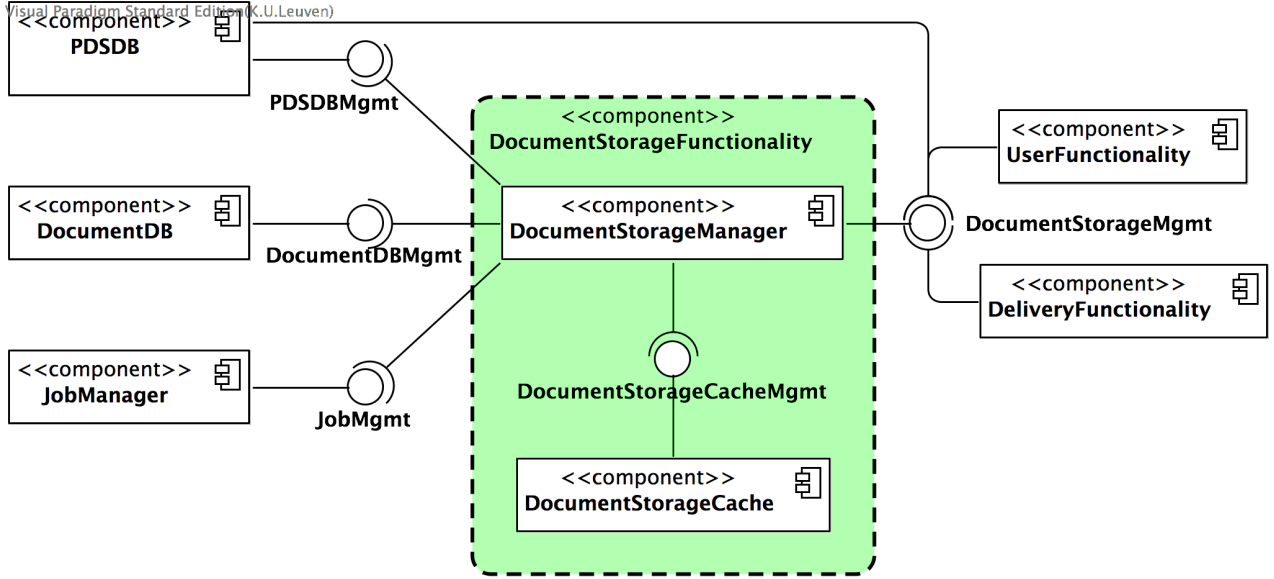 Visual Paradigm Standard Edition(K.U.Leuven)
<<component>>
PDSDB
PDSDBMgmt
<<component>>
DocumentStorageFunctionality
<<component>>
UserFunctionality
<<component>>
DocumentDB
DocumentDBMgmt
<<component>>
DocumentStorageManager
DocumentStorageMgmt
<<component>>
DeliveryFunctionality
<<component>>
JobManager
JobMgmt
DocumentStorageCacheMgmt
<<component>>
DocumentStorageCache